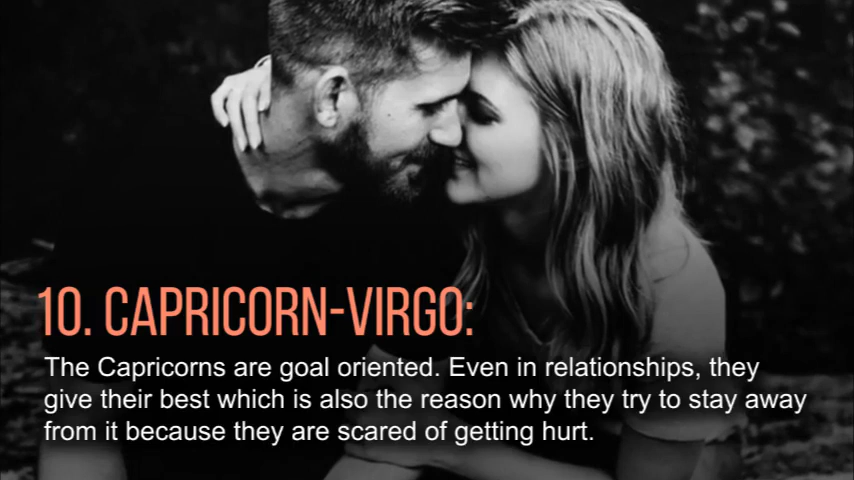 10. CAPRICORN-VIRGO:
The Capricorns are goal oriented. Even in relationships, they
give their best which is also the reason why they try to stay away
from it because they are scared of getting hurt.